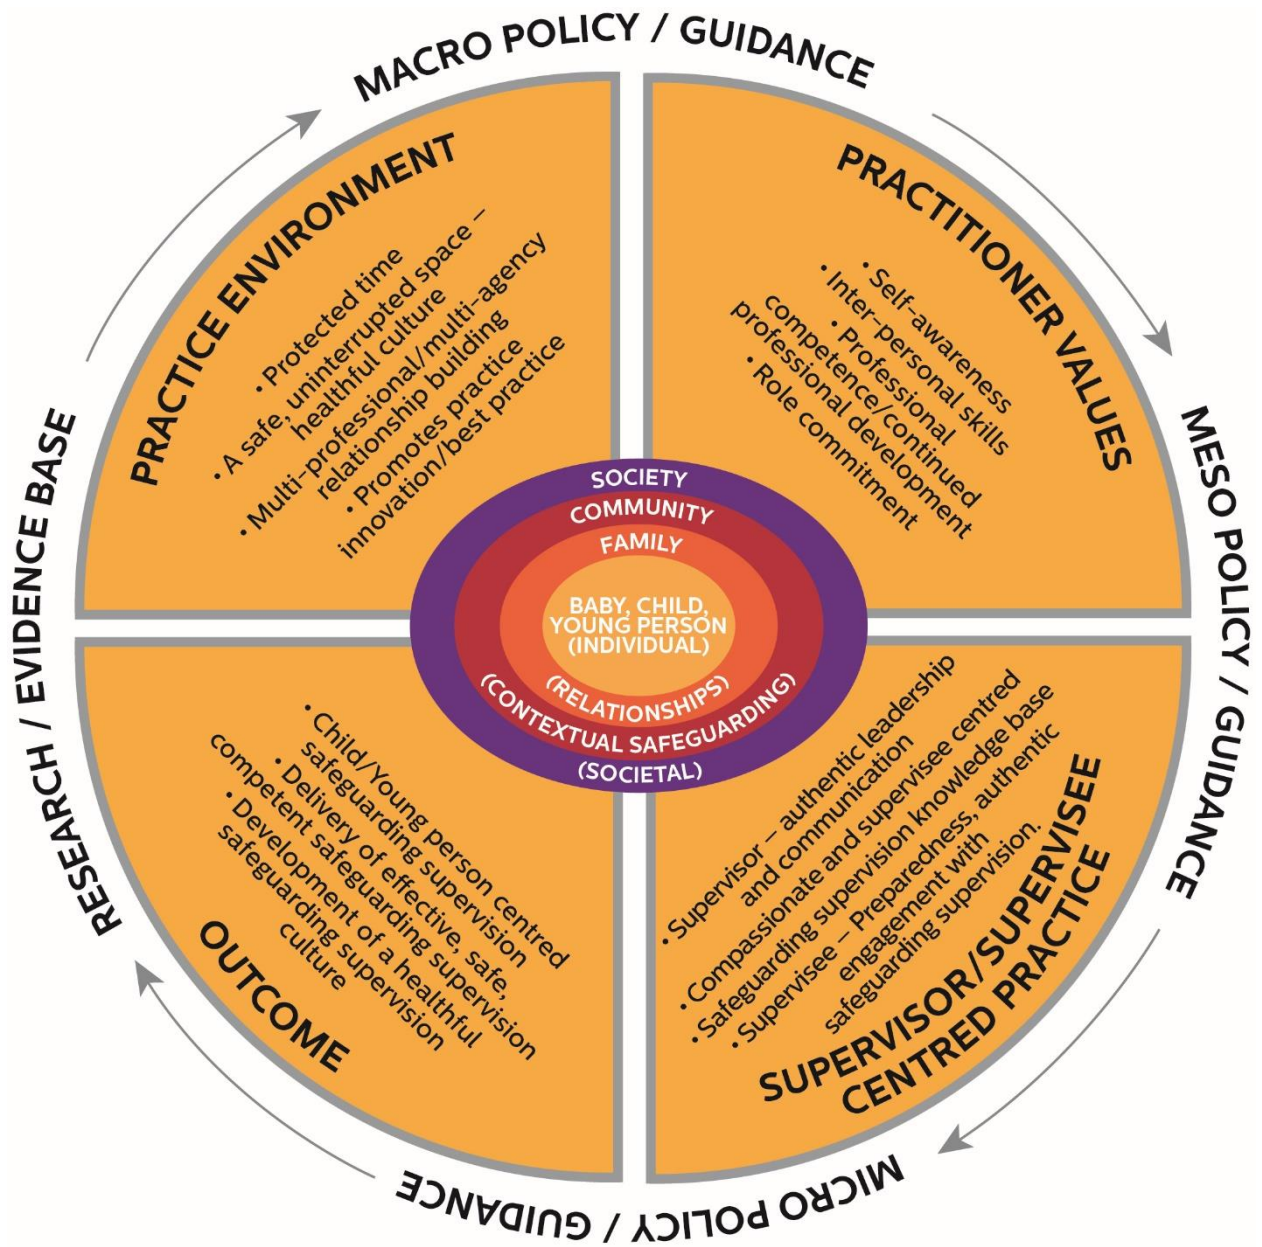 MACRO POLICY / GUIDANCE
PRACTICE ENVIRONMENT
• Protected time
• A safe, uninterrupted space –
healthful culture
• Multi-professional/multi-agency
relationship building
• Promotes practice
innovation/best practice
PRACTITIONER VALUES
• Self-awareness
• Inter-personal skills
• Professional
competence/continued
professional development
• Role commitment
MESO POLICY / GUIDANCE
SOCIETY
COMMUNITY
FAMILY
BABY, CHILD,
YOUNG PERSON
(INDIVIDUAL)
(RELATIONSHIPS)
(CONTEXTUAL SAFEGUARDING)
(SOCIETAL)
• Supervisor – authentic leadership
and communication
• Compassionate and supervisee centred
• Safeguarding supervision knowledge base
• Supervisee – Preparedness, authentic
engagement with
safeguarding supervision.
SUPERVISOR/SUPERVISEE
CENTRED PRACTICE
MICRO POLICY / GUIDANCE
• Child/Young person centred
safeguarding supervision
• Delivery of effective, safe,
competent safeguarding supervision
• Development of a healthful
safeguarding supervision
culture
OUTCOME
RESEARCH / EVIDENCE BASE